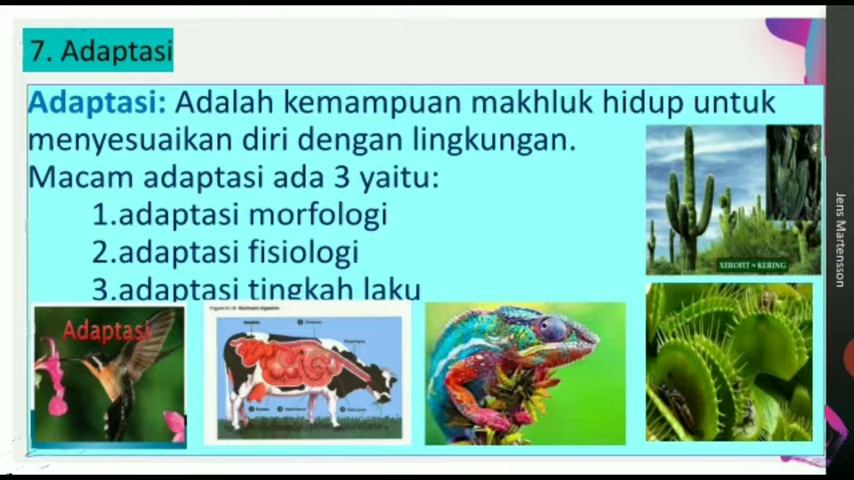 7. Adaptasi
Adaptasi: Adalah kemampuan makhluk hidup untuk
menyesuaikan diri dengan lingkungan.
Macam adaptasi ada 3 yaitu:
1.adaptasi morfologi
2.adaptasi fisiologi
3.adaptasi tingkah laku
XEROFIT = KERING
Adaptasi
Jens Martensson